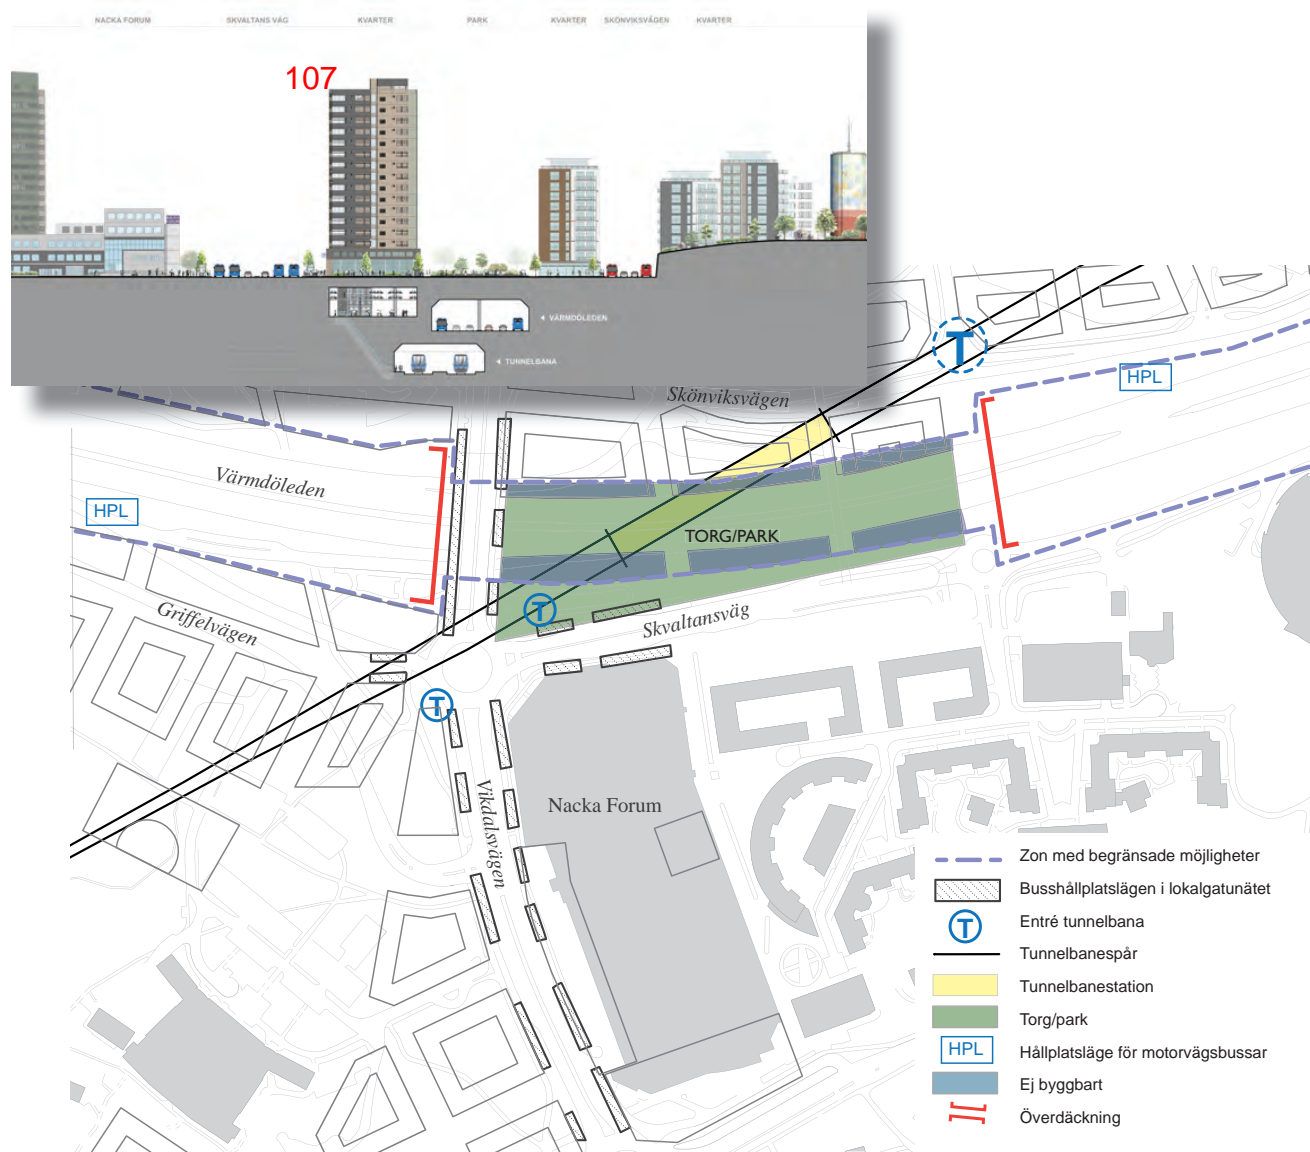 NACKA FORUM SKVALTANS VÄG KVARTER PARK KVARTER SKÖNVIKSVÄGEN KVARTER
107
VÄRMDÖLEDEN
TUNNELBANA
T
HPL
Skönviksvägen
Värmdöleden
HPL
TORG/PARK
Griffelvägen
T
Skvaltansväg
T
Vikdalsvägen
Nacka Forum
Zon med begränsade möjligheter
Busshållplatslägen i lokalgatunätet
T Entré tunnelbana
Tunnelbanespår
Tunnelbanestation
Torg/park
HPL Hållplatsläge för motorvägsbussar
Ej byggbart
Överdäckning